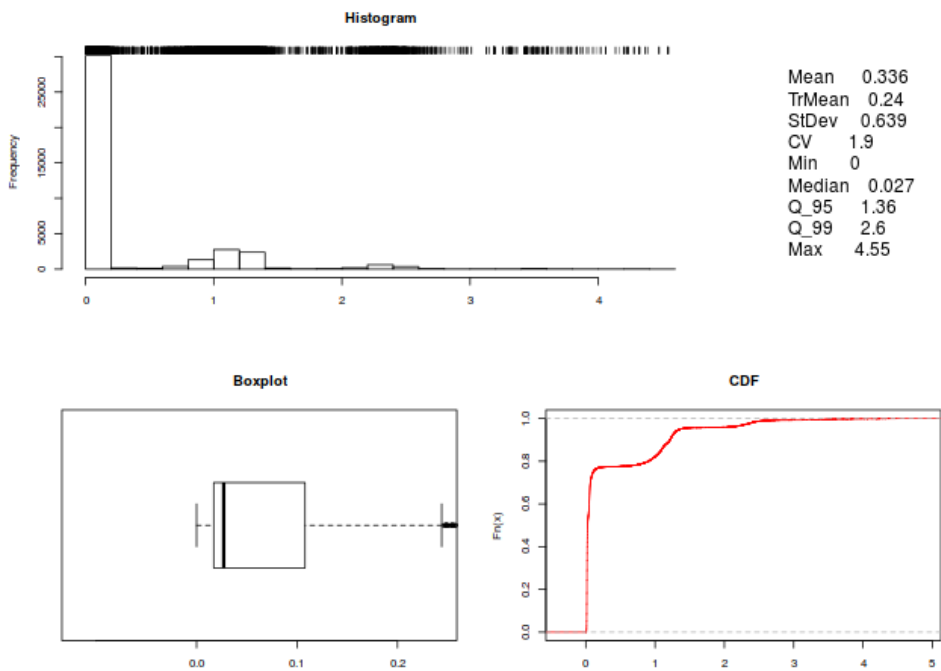 Histogram
Frequency
25000
15000
5000
0
0 1 2 3 4
Mean 0.336
TrMean 0.24
StDev 0.639
CV 1.9
Min 0
Median 0.027
Q_95 1.36
Q_99 2.6
Max 4.55
Boxplot
0.0 0.1 0.2
CDF
Fn(x)
1.0
0.8
0.6
0.4
0.2
0.0
0 1 2 3 4 5